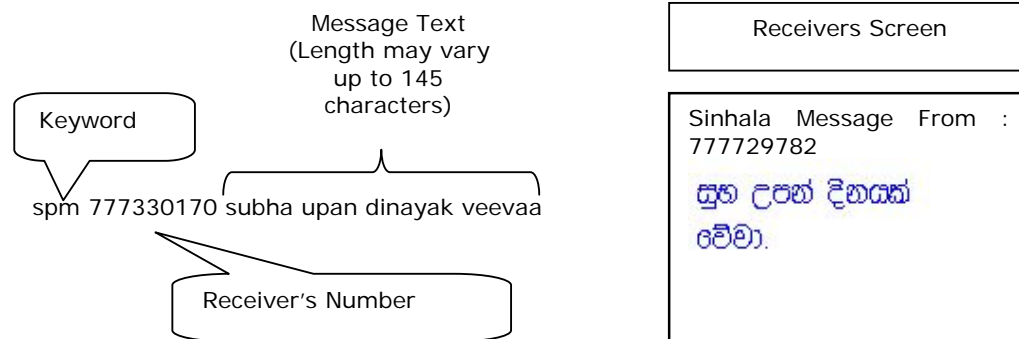 Message Text
(Length may vary
up to 145
characters)
Keyword
spm 777330170 subha upan dinayak veevaa
Receiver's Number
Receivers Screen
Sinhala Message From :
777729782
සුභ උපන් දිනයක්
වේවා.